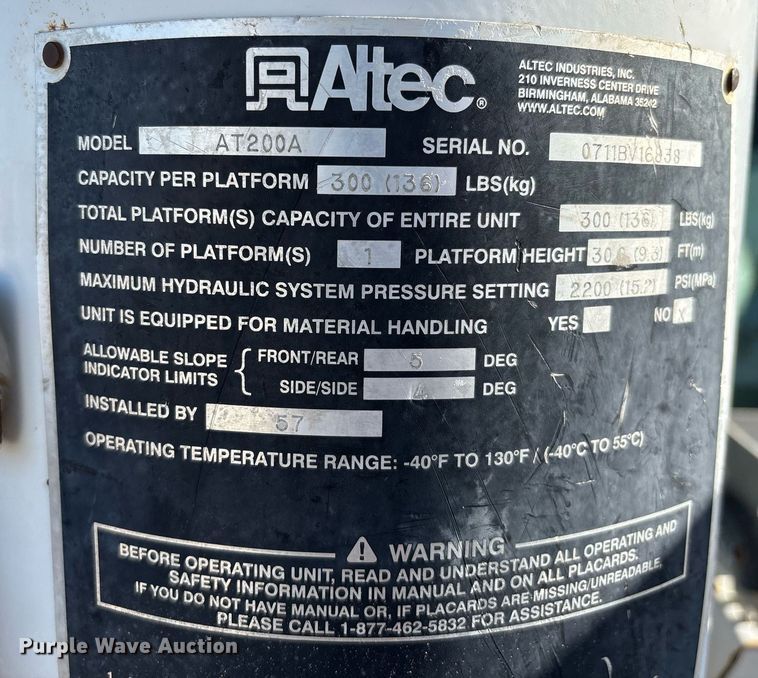 Altec®
ALTEC INDUSTRIES, INC.
210 INVERNESS CENTER DRIVE
BIRMINGHAM, ALABAMA 35242
WWW.ALTEC.COM
MODEL AT200A SERIAL NO. 0711BV16838
CAPACITY PER PLATFORM 300 (136) LBS(kg)
TOTAL PLATFORM(S) CAPACITY OF ENTIRE UNIT 300 (136) LBS(kg)
NUMBER OF PLATFORM(S) 1 PLATFORM HEIGHT (9.3) FT(m)
MAXIMUM HYDRAULIC SYSTEM PRESSURE SETTING 2200 (15.2) PSI(MPa)
UNIT IS EQUIPPED FOR MATERIAL HANDLING YES NO X
ALLOWABLE SLOPE
INDICATOR LIMITS
FRONT/REAR 5 DEG
SIDE/SIDE 4 DEG
INSTALLED BY 57
OPERATING TEMPERATURE RANGE: -40°F TO 130°F / (-40°C TO 55°C)
WARNING
BEFORE OPERATING UNIT, READ AND UNDERSTAND ALL OPERATING AND
SAFETY INFORMATION IN MANUAL AND ON ALL PLACARDS.
IF YOU DO NOT HAVE MANUAL OR, IF PLACARDS ARE MISSING/UNREADABLE,
PLEASE CALL 1-877-462-5832 FOR ASSISTANCE.
Purple Wave Auction